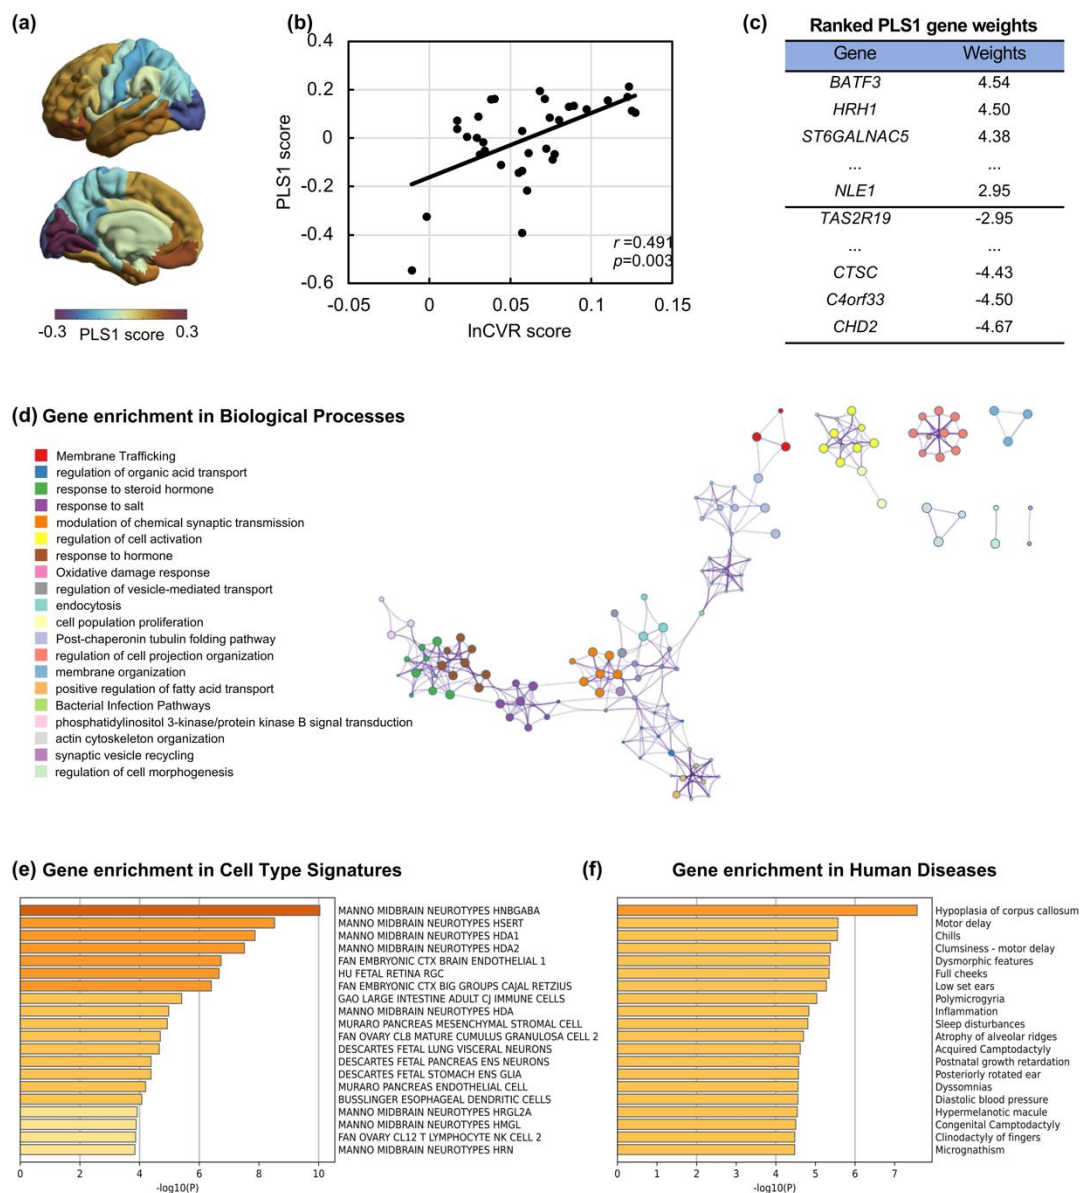 (a)
-0.3 PLS1 score 0.3
(b)
PLS1 score
0.4
0.2
0
-0.2
-0.4
-0.6
r =0.491
p=0.003
-0.05 0 0.05 0.1 0.15
lnCVR score
(c) Ranked PLS1 gene weights
Gene Weights
BATF3 4.54
HRH1 4.50
ST6GALNAC5 4.38
... ...
NLE1 2.95
TAS2R19 -2.95
... ...
CTSC -4.43
C4orf33 -4.50
CHD2 -4.67
(d) Gene enrichment in Biological Processes
Membrane Trafficking
regulation of organic acid transport
response to steroid hormone
response to salt
modulation of chemical synaptic transmission
regulation of cell activation
response to hormone
Oxidative damage response
regulation of vesicle-mediated transport
endocytosis
cell population proliferation
Post-chaperonin tubulin folding pathway
regulation of cell projection organization
membrane organization
positive regulation of fatty acid transport
Bacterial Infection Pathways
phosphatidylinositol 3-kinase/protein kinase B signal transduction
actin cytoskeleton organization
synaptic vesicle recycling
regulation of cell morphogenesis
(e) Gene enrichment in Cell Type Signatures
MANNO MIDBRAIN NEUROTYPES HNBGABA
MANNO MIDBRAIN NEUROTYPES HSERT
MANNO MIDBRAIN NEUROTYPES HDA1
MANNO MIDBRAIN NEUROTYPES HDA2
FAN EMBRYONIC CTX BRAIN ENDOTHELIAL 1
HU FETAL RETINA RGC
FAN EMBRYONIC CTX BIG GROUPS CAJAL RETZIUS
GAO LARGE INTESTINE ADULT CJ IMMUNE CELLS
MANNO MIDBRAIN NEUROTYPES HDA
MURARO PANCREAS MESENCHYMAL STROMAL CELL
FAN OVARY CL8 MATURE CUMULUS GRANULOSA CELL 2
DESCARTES FETAL LUNG VISCERAL NEURONS
DESCARTES FETAL PANCREAS ENS NEURONS
DESCARTES FETAL STOMACH ENS GLIA
MURARO PANCREAS ENDOTHELIAL CELL
BUSSLINGER ESOPHAGEAL DENDRITIC CELLS
MANNO MIDBRAIN NEUROTYPES HRGL2A
MANNO MIDBRAIN NEUROTYPES HMGL
FAN OVARY CL12 T LYMPHOCYTE NK CELL 2
MANNO MIDBRAIN NEUROTYPES HRN
0 2 4 6 8 10
-log10(P)
(f) Gene enrichment in Human Diseases
Hypoplasia of corpus callosum
Motor delay
Chills
Clumsiness - motor delay
Dysmorphic features
Full cheeks
Low set ears
Polymicrogyria
Inflammation
Sleep disturbances
Atrophy of alveolar ridges
Acquired Camptodactyly
Postnatal growth retardation
Posteriorly rotated ear
Dyssomnias
Diastolic blood pressure
Hypermelanotic macule
Congenital Camptodactyly
Clinodactyly of fingers
Micrognathism
0 1 2 3 4 5 6 7
-log10(P)